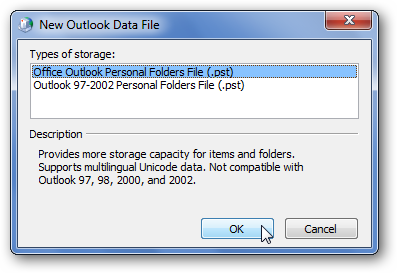 New Outlook Data File
Types of storage:
Office Outlook Personal Folders File (.pst)
Outlook 97-2002 Personal Folders File (.pst)
Description
Provides more storage capacity for items and folders.
Supports multilingual Unicode data. Not compatible with
Outlook 97, 98, 2000, and 2002.
OK Cancel